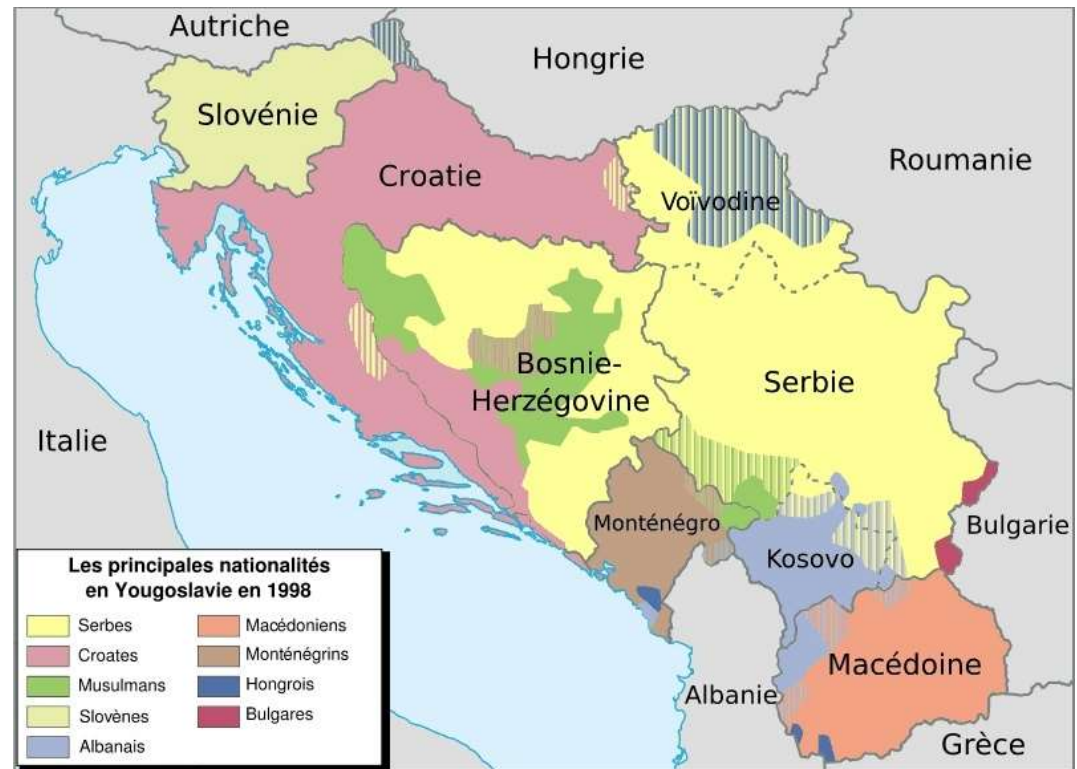 Autriche
Hongrie
Slovénie
Roumanie
Croatie
Voïvodine
Bosnie-
Herzégovine
Serbie
Italie
Monténégro
Bulgarie
Kosovo
Macédoine
Albanie
Grèce
Les principales nationalités
en Yougoslavie en 1998
Serbes
Croates
Musulmans
Slovènes
Albanais
Macédoniens
Monténégrins
Hongrois
Bulgares